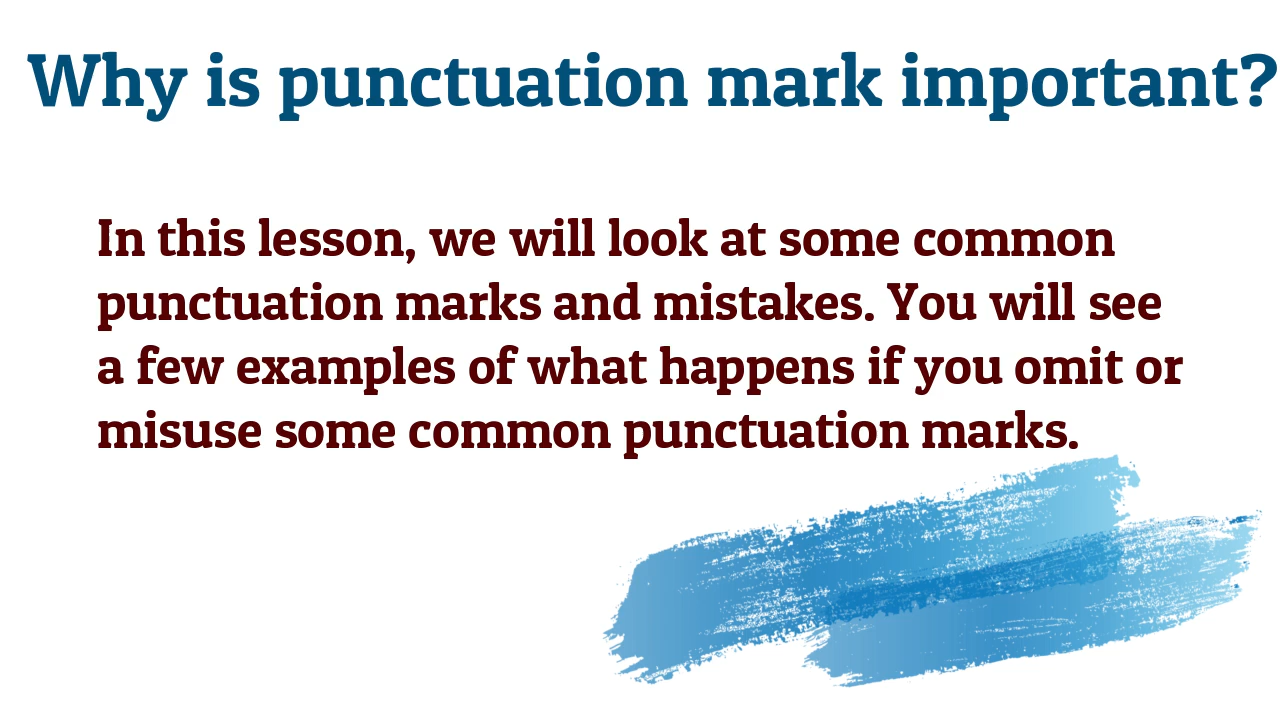 Why is punctuation mark important?
In this lesson, we will look at some common
punctuation marks and mistakes. You will see
a few examples of what happens if you omit or
misuse some common punctuation marks.